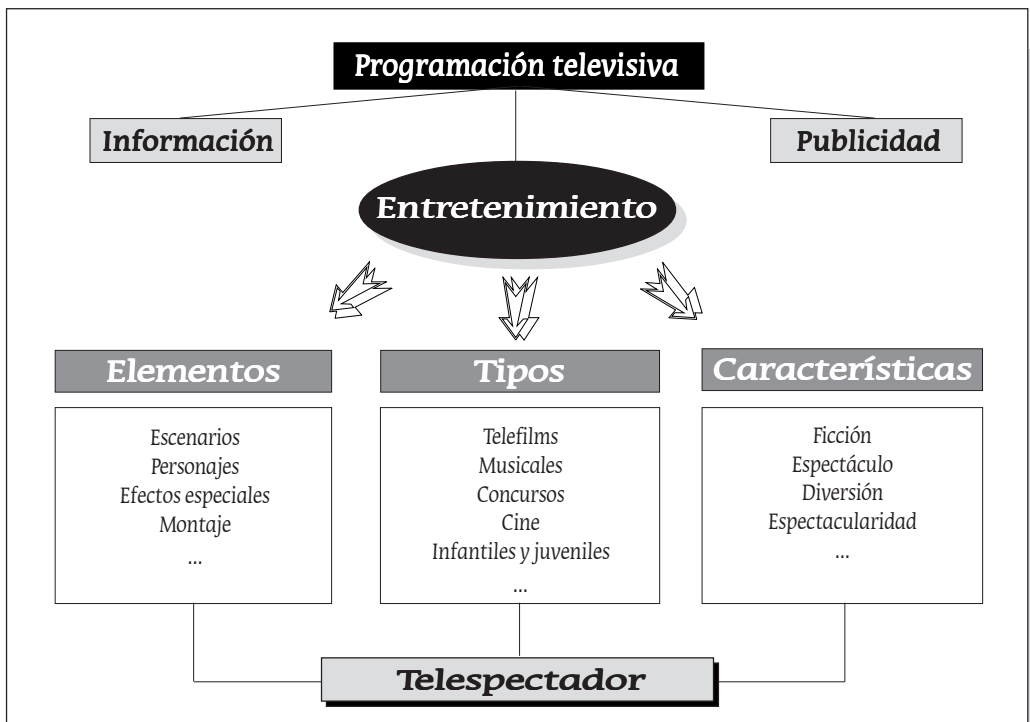 Programación televisiva
Información
Publicidad
Entretenimiento
Elementos
Escenarios
Personajes
Efectos especiales
Montaje
...
Tipos
Telefilms
Musicales
Concursos
Cine
Infantiles y juveniles
...
Características
Ficción
Espectáculo
Diversión
Espectacularidad
...
Telespectador